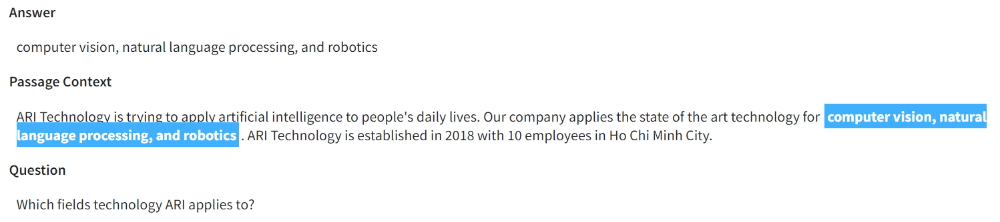 Answer
computer vision, natural language processing, and robotics
Passage Context
ARI Technology is trying to apply artificial intelligence to people's daily lives. Our company applies the state of the art technology for computer vision, natural
language processing, and robotics . ARI Technology is established in 2018 with 10 employees in Ho Chi Minh City.
Question
Which fields technology ARI applies to?